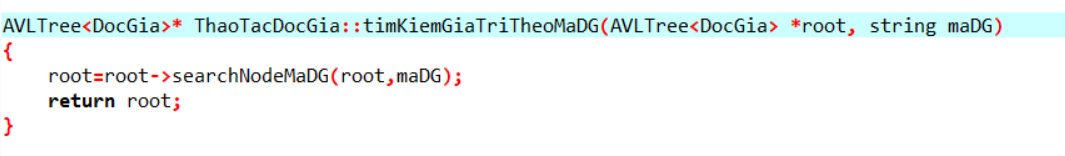 AVLTree<DocGia>* ThaoTacDocGia::timKiemGiaTriTheoMaDG(AVLTree<DocGia> *root, string maDG)
{
    root=root->searchNodeMaDG(root,maDG);
    return root;
}